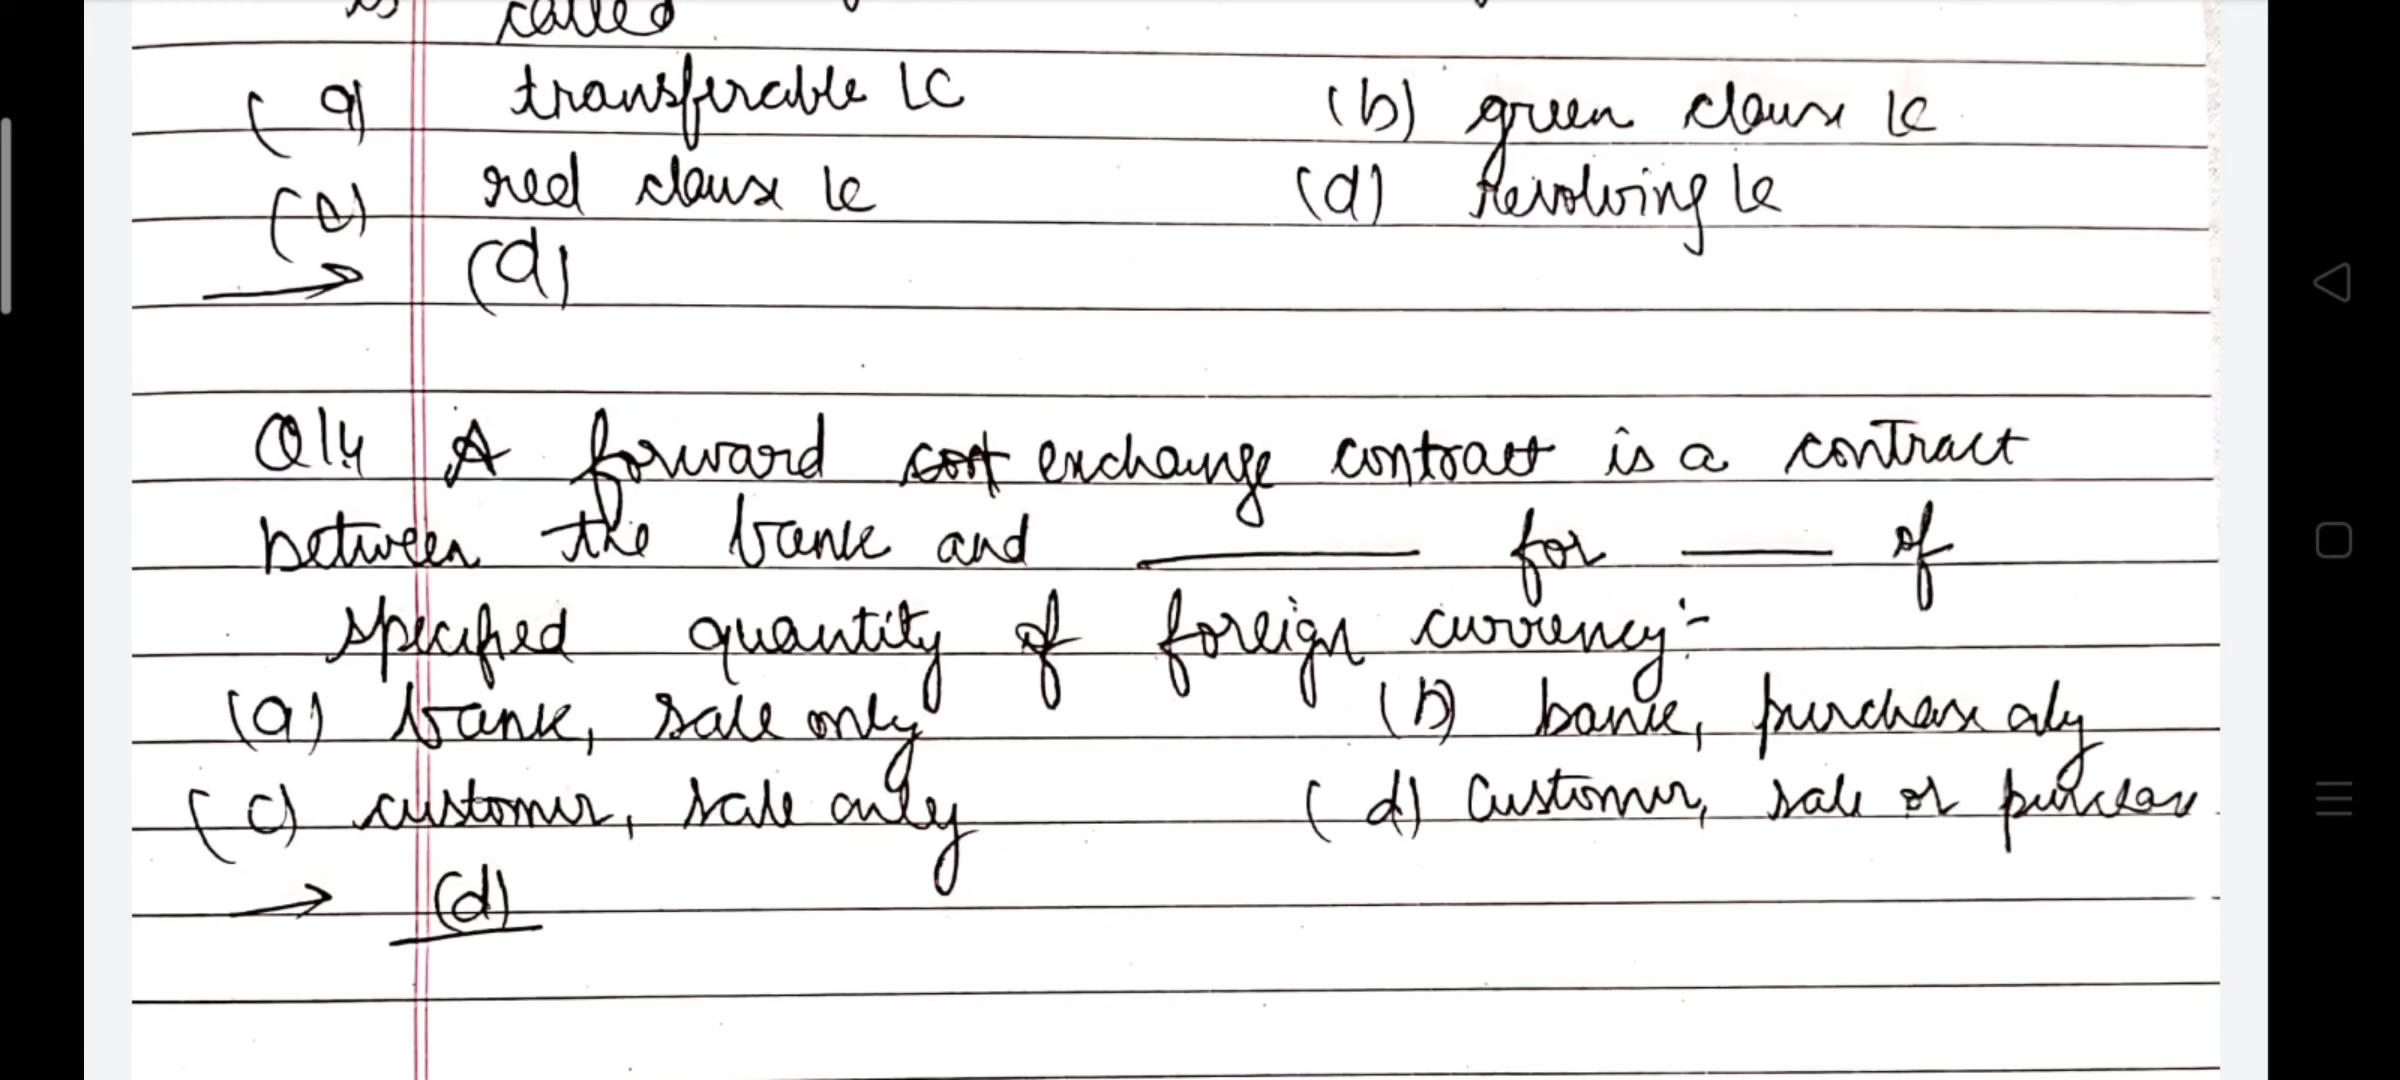 is called
(a) transferable LC (b) green clause LC
(c) red clause LC (d) Revolving LC
→ (d)
Q14 A forward exchange contract is a contract
between the bank and ______ for ____ of
specified quantity of foreign currency:-
(a) bank, sale only (b) bank, purchase only
(c) customer, sale only (d) Customer, sale or purchase
→ (d)